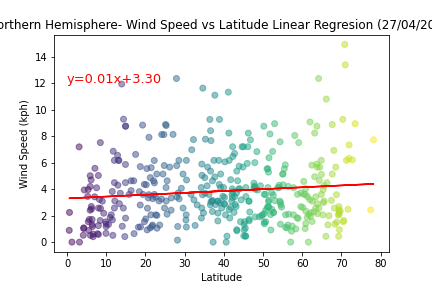 orthern Hemisphere- Wind Speed vs Latitude Linear Regresion (27/04/20
y=0.01x+3.30
Wind Speed (kph)
14
12
10
8
6
4
2
0
0 10 20 30 40 50 60 70 80
Latitude